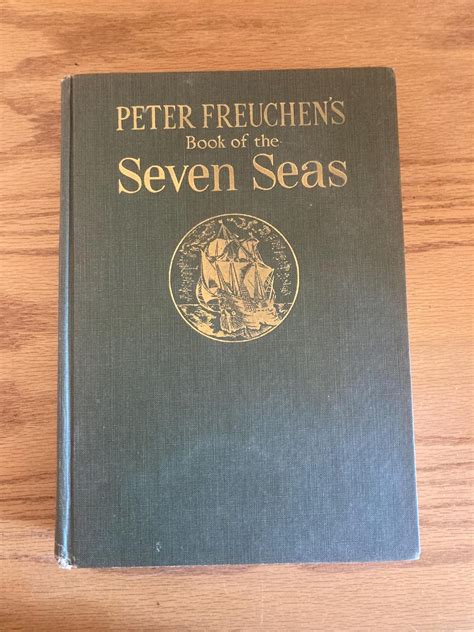 PETER FREUCHEN'S
Book of the
Seven Seas